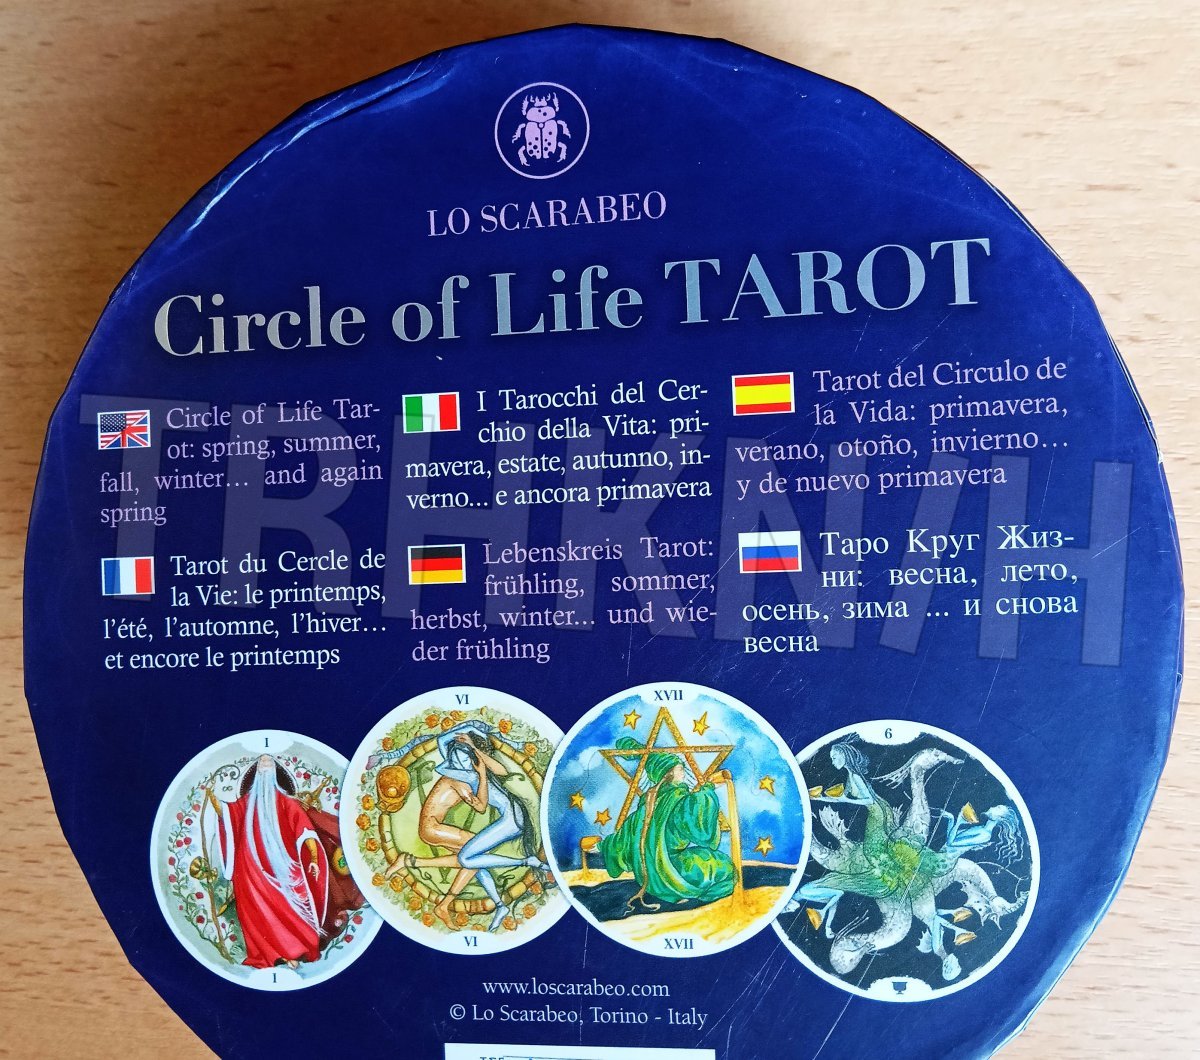 LO SCARABEO
Circle of Life TAROT
Circle of Life Tar-
ot: spring, summer,
fall, winter... and again
spring
I Tarocchi del Cer-
chio della Vita: pri-
mavera, estate, autunno, in-
verno... e ancora primavera
Tarot del Circulo de
la Vida: primavera,
verano, otoño, invierno...
y de nuevo primavera
Tarot du Cercle de
la Vie: le printemps,
l'été, l'automne, l'hiver...
et encore le printemps
Lebenskreis Tarot:
frühling, sommer,
herbst, winter... und wie-
der frühling
Таро Круг Жиз-
ни: весна, лето,
осень, зима ... и снова
весна
I
VI
XVII
6
I
VI
XVII
www.loscarabeo.com
© Lo Scarabeo, Torino - Italy